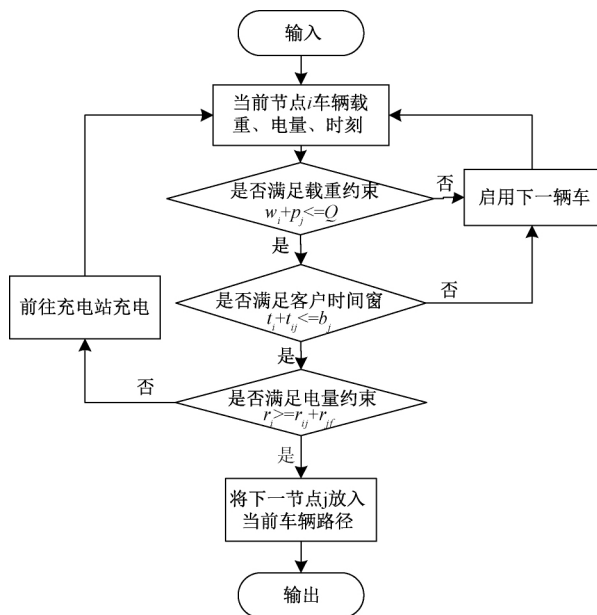 输入
当前节点i车辆载
重、电量、时刻
是否满足载重约束
w_i+p_j<=Q
否
启用下一辆车
是
前往充电站充电
是否满足客户时间窗
t_i+t_ij<=b_j
否
是
否
是否满足电量约束
r_i>=r_ij+r_jf
是
将下一节点j放入
当前车辆路径
输出